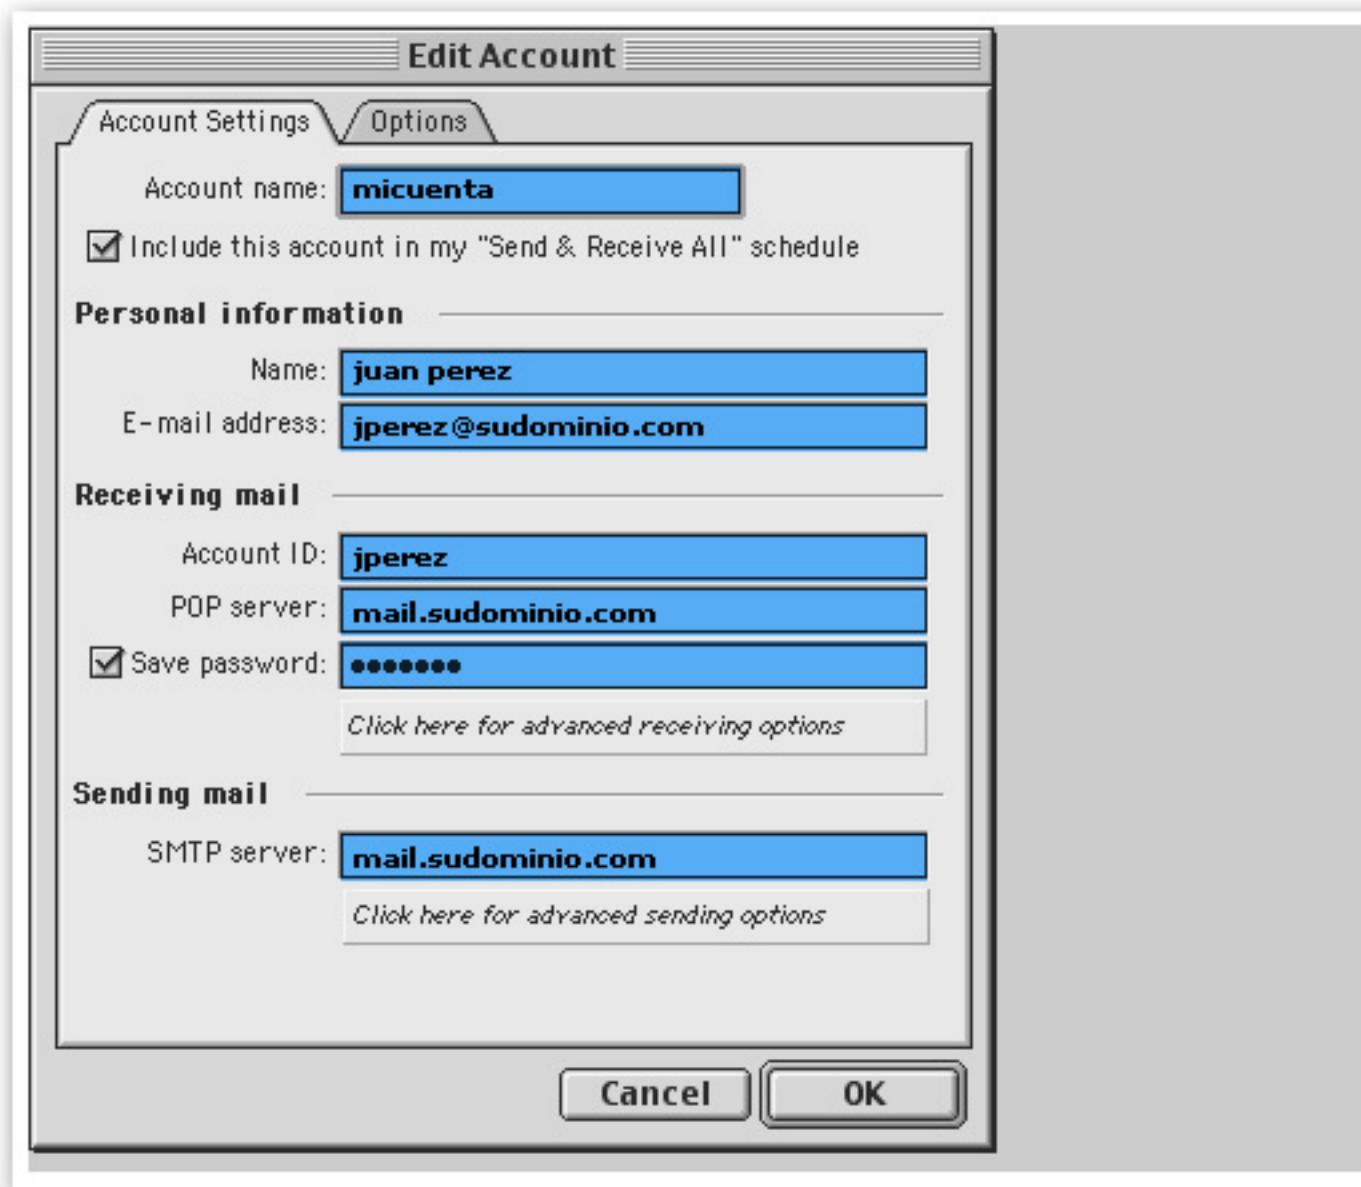 Edit Account
Account Settings Options
Account name: micuenta
Include this account in my "Send & Receive All" schedule
Personal information
Name: juan perez
E-mail address: jperez@sudominio.com
Receiving mail
Account ID: jperez
POP server: mail.sudominio.com
Save password: •••••••
Click here for advanced receiving options
Sending mail
SMTP server: mail.sudominio.com
Click here for advanced sending options
Cancel OK